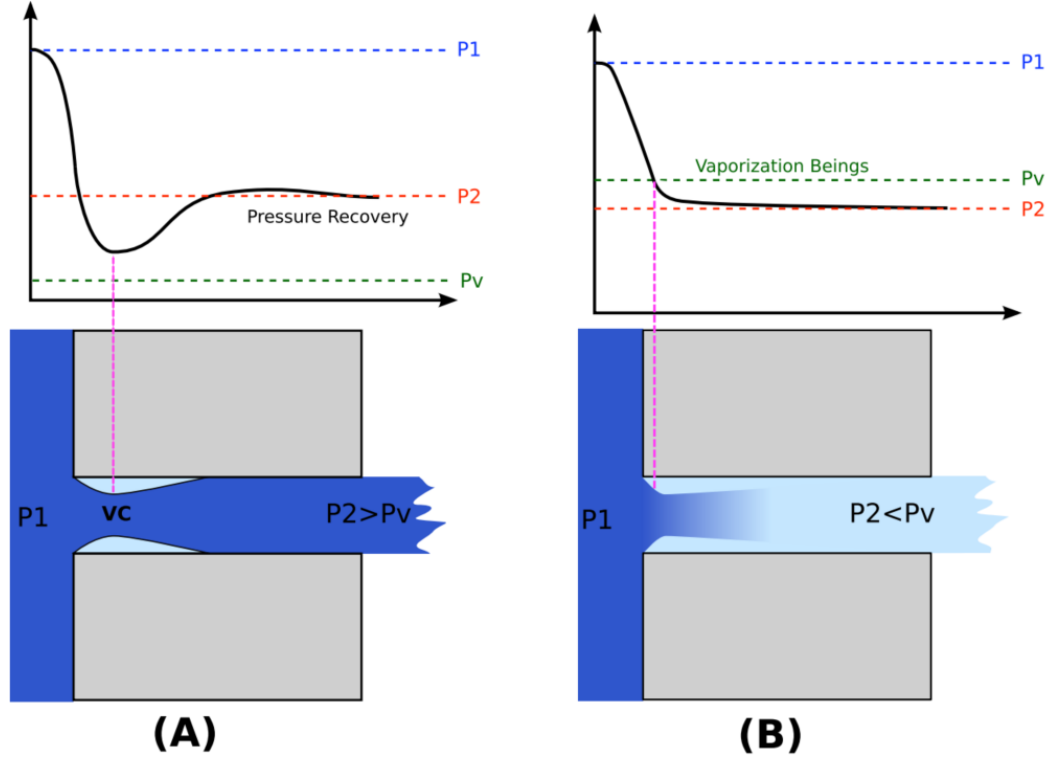 P1
P2
Pressure Recovery
Pv
P1
VC
P2>Pv
(A)
P1
Vaporization Beings
Pv
P2
P1
P2<Pv
(B)